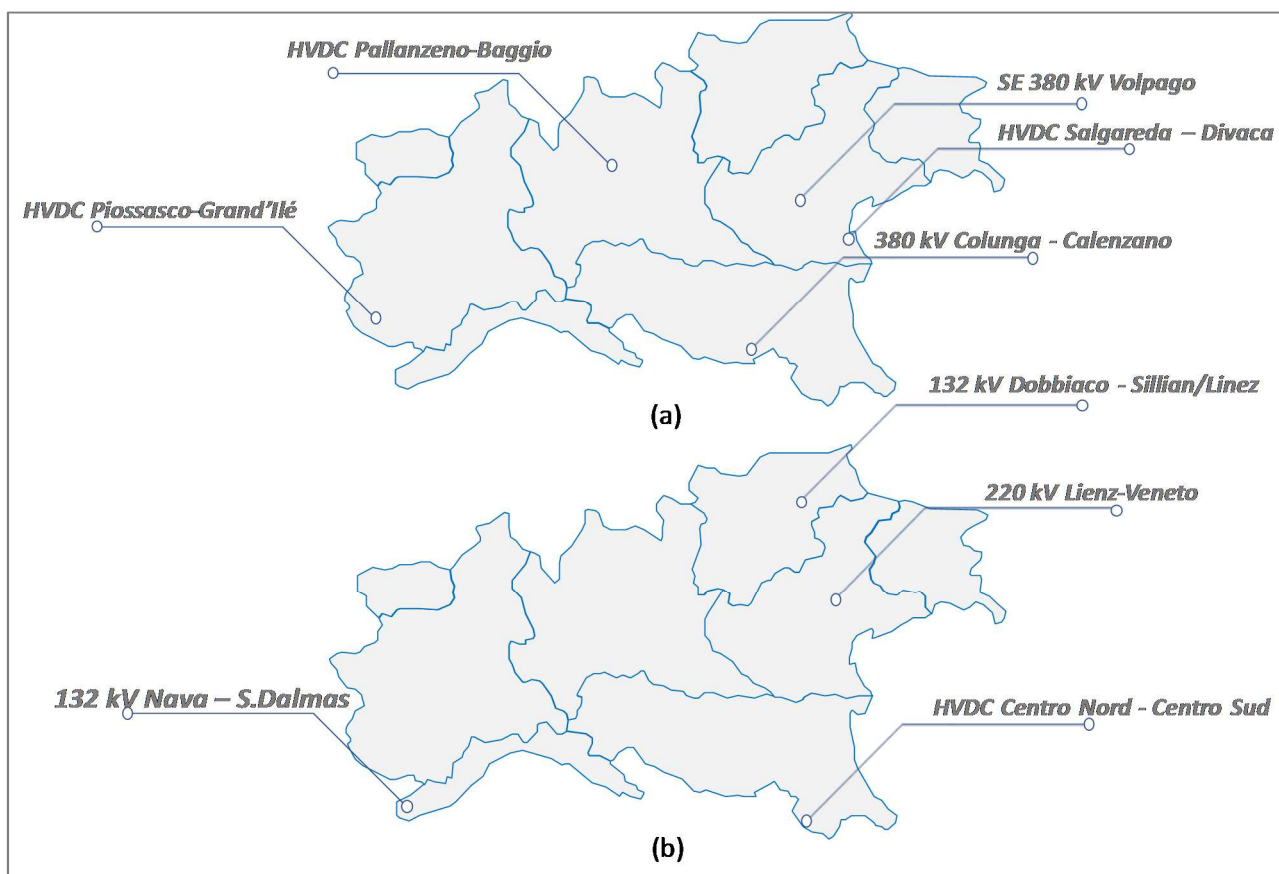 HVDC Pallanzeno-Baggio
SE 380 kV Volpago
HVDC Salgareda – Divaca
HVDC Piossasco-Grand'Ilé
380 kV Colunga - Calenzano
(a)
132 kV Dobbiaco - Sillian/Linez
220 kV Lienz-Veneto
132 kV Nava – S.Dalmas
HVDC Centro Nord - Centro Sud
(b)